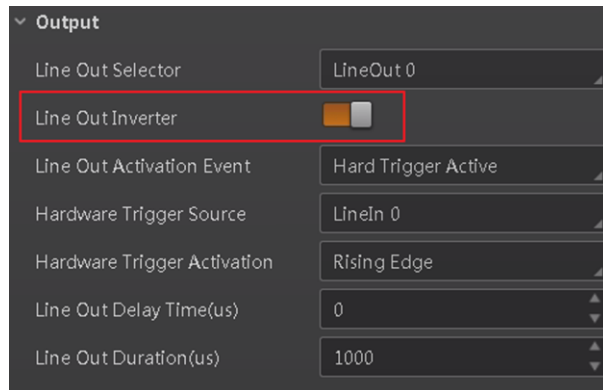 Output
Line Out Selector LineOut 0
Line Out Inverter
Line Out Activation Event Hard Trigger Active
Hardware Trigger Source LineIn 0
Hardware Trigger Activation Rising Edge
Line Out Delay Time(us) 0
Line Out Duration(us) 1000